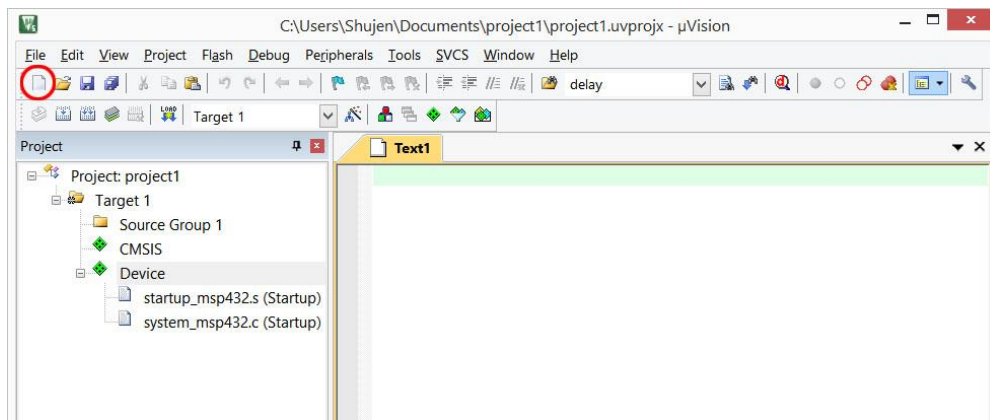 C:\Users\Shujen\Documents\project1\project1.uvprojx - µVision
File Edit View Project Flash Debug Peripherals Tools SVCS Window Help
delay
LOAD Target 1
Project
Text1
Project: project1
Target 1
Source Group 1
CMSIS
Device
startup_msp432.s (Startup)
system_msp432.c (Startup)